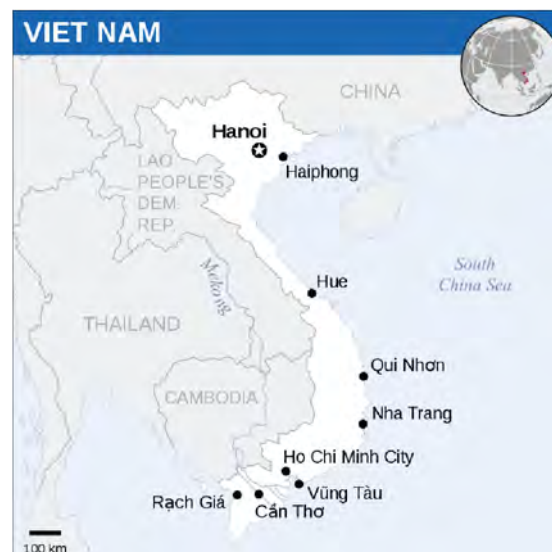 VIET NAM
CHINA
Hanoi
Haiphong
LAO
PEOPLE'S
DEM
REP
Mekong
Hue
South
China Sea
THAILAND
Qui Nhơn
CAMBODIA
Nha Trang
Ho Chi Minh City
Vũng Tàu
Rạch Giá
Cần Thơ
100 km